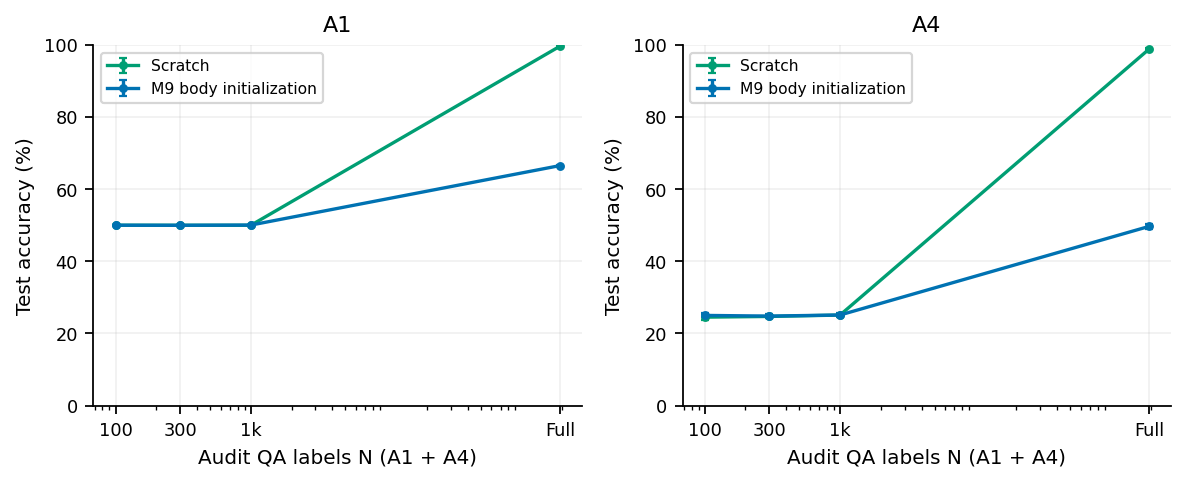 A1
Test accuracy (%)
100
80
60
40
20
0
Scratch
M9 body initialization
100 300 1k Full
Audit QA labels N (A1 + A4)
A4
Test accuracy (%)
100
80
60
40
20
0
Scratch
M9 body initialization
100 300 1k Full
Audit QA labels N (A1 + A4)